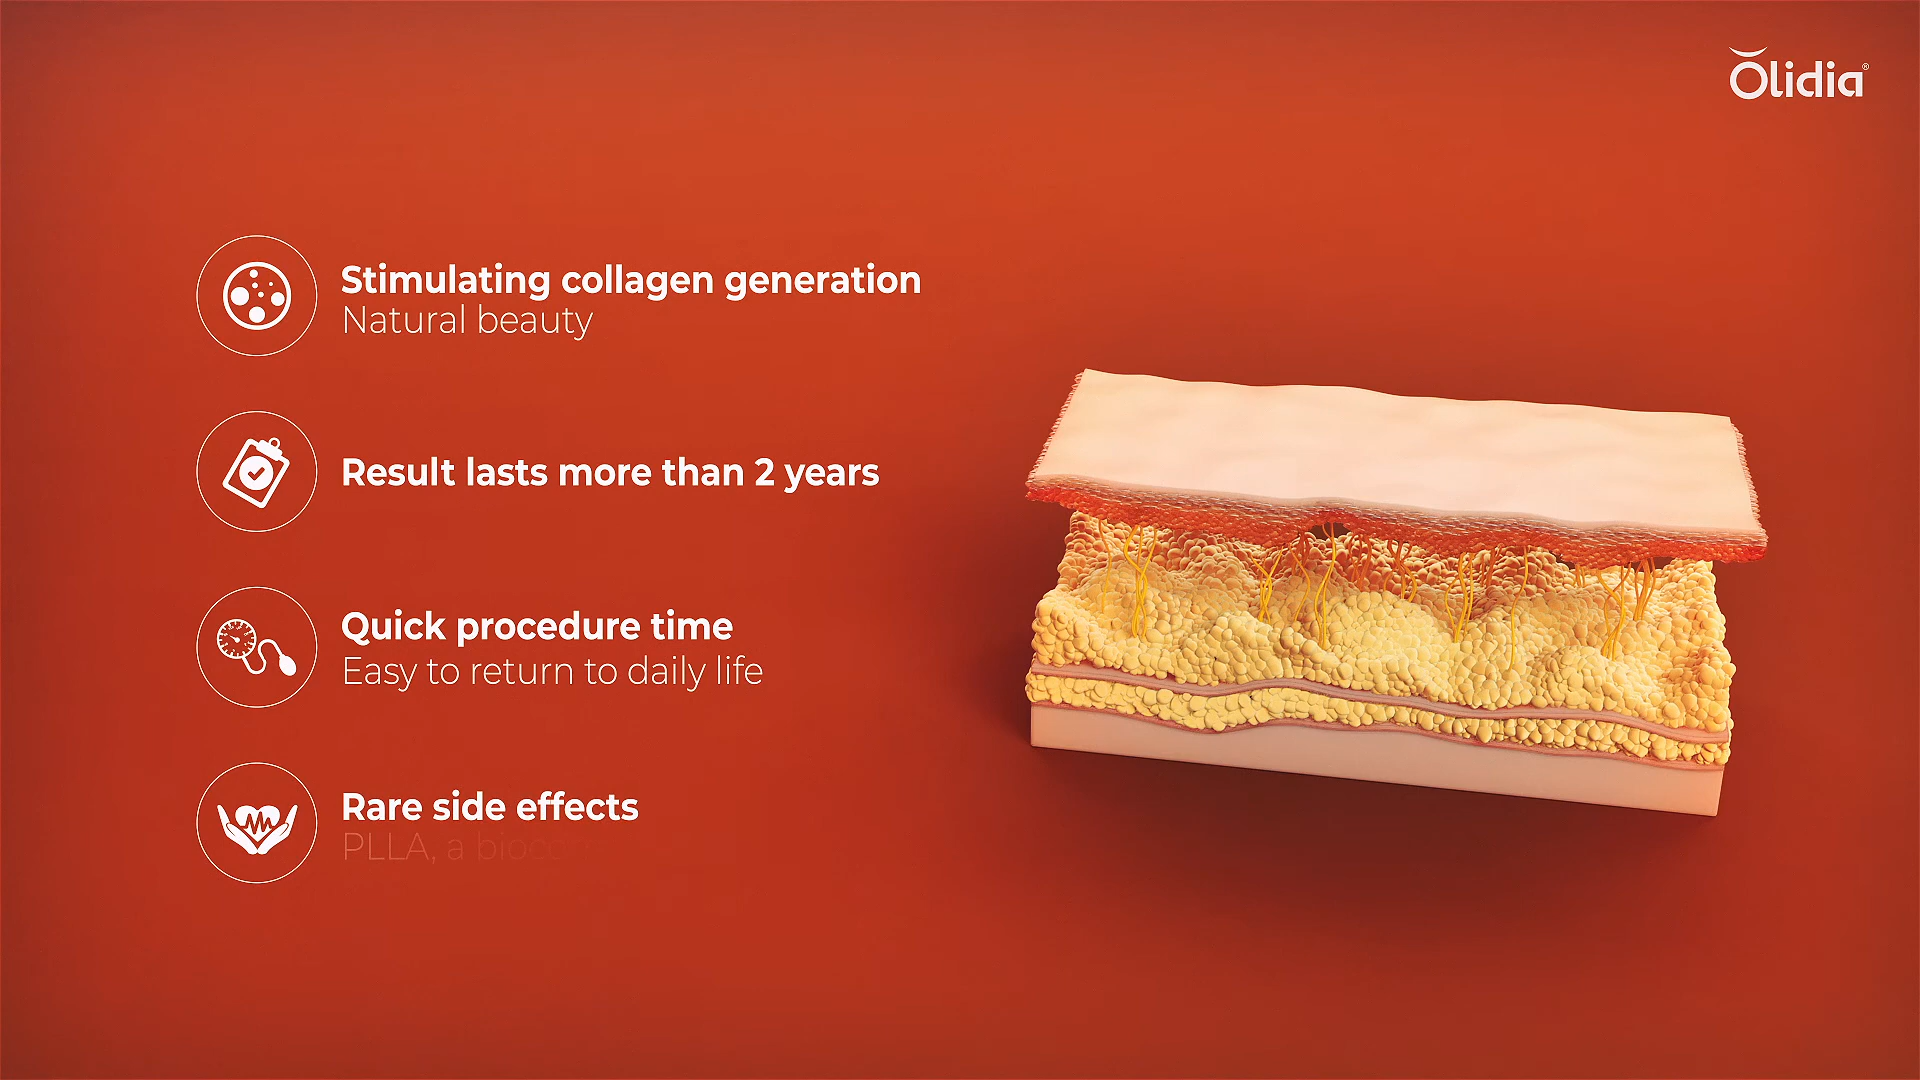 Olidia®
Stimulating collagen generation
Natural beauty
Result lasts more than 2 years
Quick procedure time
Easy to return to daily life
Rare side effects
PLLA, a